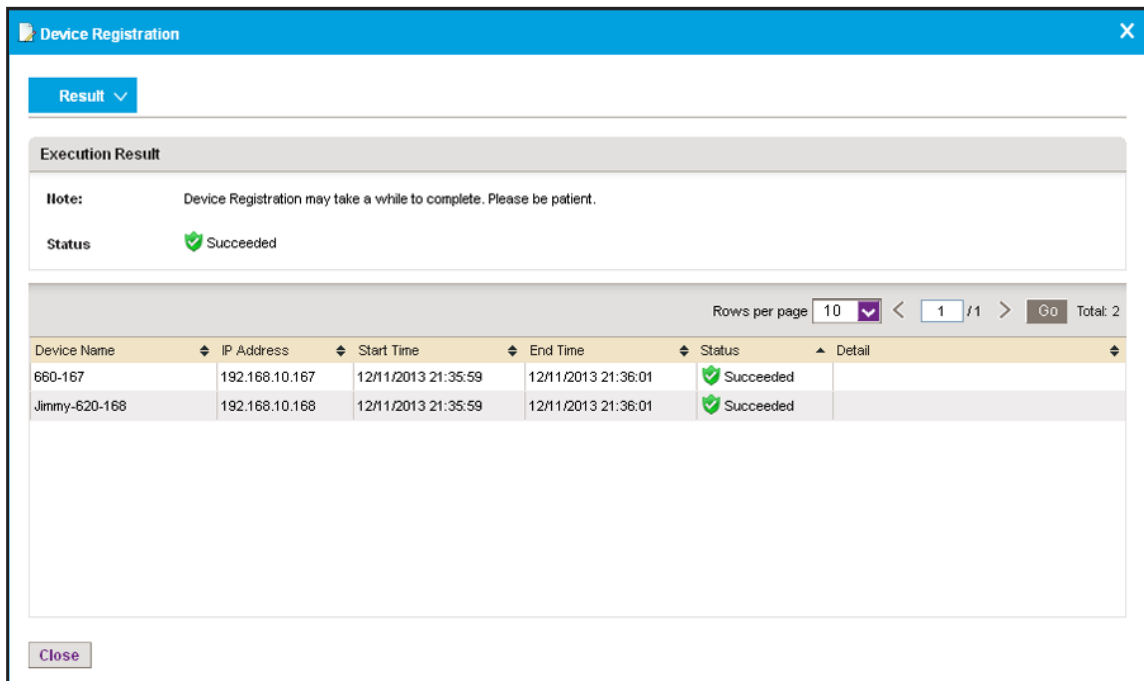 Device Registration X
Result
Execution Result
Note: Device Registration may take a while to complete. Please be patient.
Status Succeeded
Rows per page 10 < 1 /1 > Go Total: 2
Device Name IP Address Start Time End Time Status Detail
660-167 192.168.10.167 12/11/2013 21:35:59 12/11/2013 21:36:01 Succeeded
Jimmy-620-168 192.168.10.168 12/11/2013 21:35:59 12/11/2013 21:36:01 Succeeded
Close